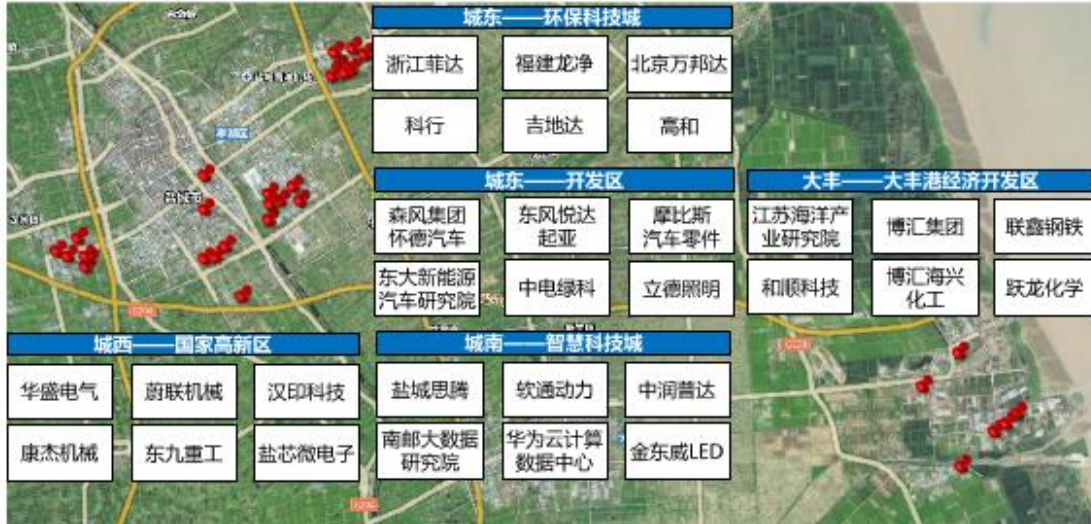 城东——环保科技城
浙江菲达
福建龙净
北京万邦达
科行
吉地达
高和
亭湖区
盐城市
城东——开发区
森风集团
怀德汽车
东风悦达
起亚
摩比斯
汽车零件
东大新能源
汽车研究院
中电绿科
立德照明
大丰——大丰港经济开发区
江苏海洋产
业研究院
博汇集团
联鑫钢铁
和顺科技
博汇海兴
化工
跃龙化学
城西——国家高新区
华盛电气
蔚联机械
汉印科技
康杰机械
东九重工
盐芯微电子
城南——智慧科技城
盐城思腾
软通动力
中润普达
南邮大数据
研究院
华为云计算
数据中心
金东威LED